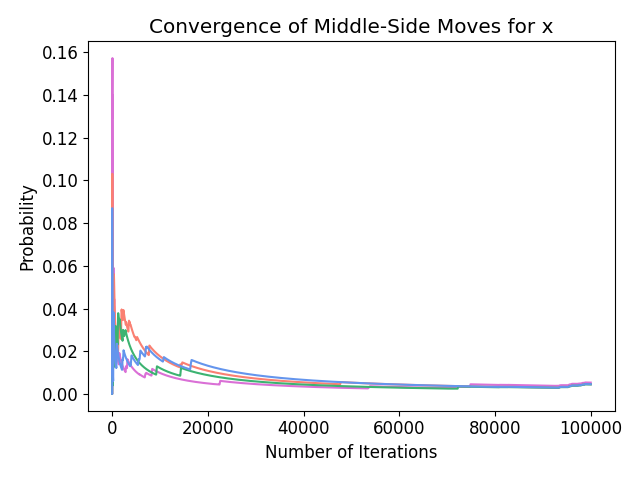 Convergence of Middle-Side Moves for x
0.16
0.14
0.12
0.10
0.08
0.06
0.04
0.02
0.00
Probability
0 20000 40000 60000 80000 100000
Number of Iterations